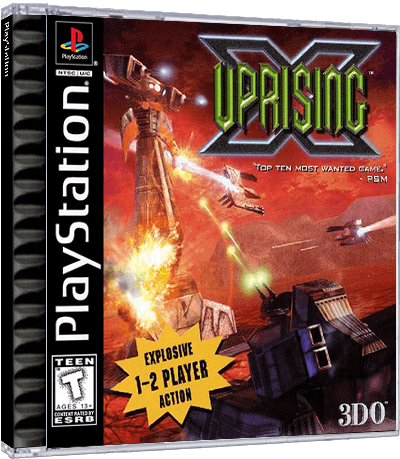 PlayStation
PlayStation
NTSC U/C
PlayStation
X
UPRISING
™
"TOP TEN MOST WANTED GAME."
- PSM
EXPLOSIVE
1-2 PLAYER
ACTION
TEEN
T
AGES 13+
CONTENT RATED BY
ESRB
3DO